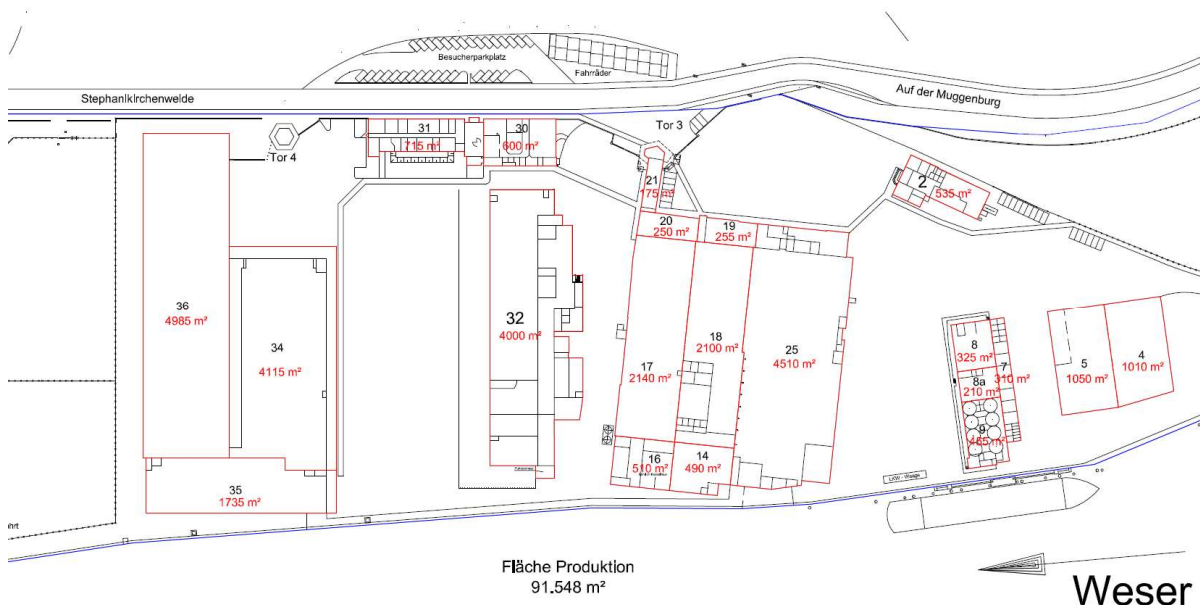 Besucherparkplatz
Fahrräder
Stephanikirchenweide
Auf der Muggenburg
Tor 4
31
715 m²
30
600 m²
Tor 3
21
175 m²
2
535 m²
20
250 m²
19
255 m²
36
4985 m²
34
4115 m²
32
4000 m²
17
2140 m²
18
2100 m²
25
4510 m²
8
325 m²
7
310 m²
8a
210 m²
9
465 m²
5
1050 m²
4
1010 m²
16
510 m²
14
490 m²
35
1735 m²
LKW - Waage
Fläche Produktion
91.548 m²
Weser